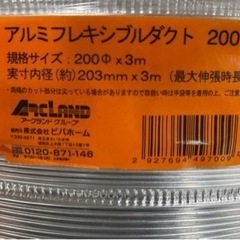 アルミフレキシブルダクト 200
規格サイズ：200Φ x 3m
実寸内径(約)203mm x 3m（最大伸張時長
ARCLAND
アークランド グループ
販売元 株式会社ビバホーム
0120-871-146
2 927694 497009